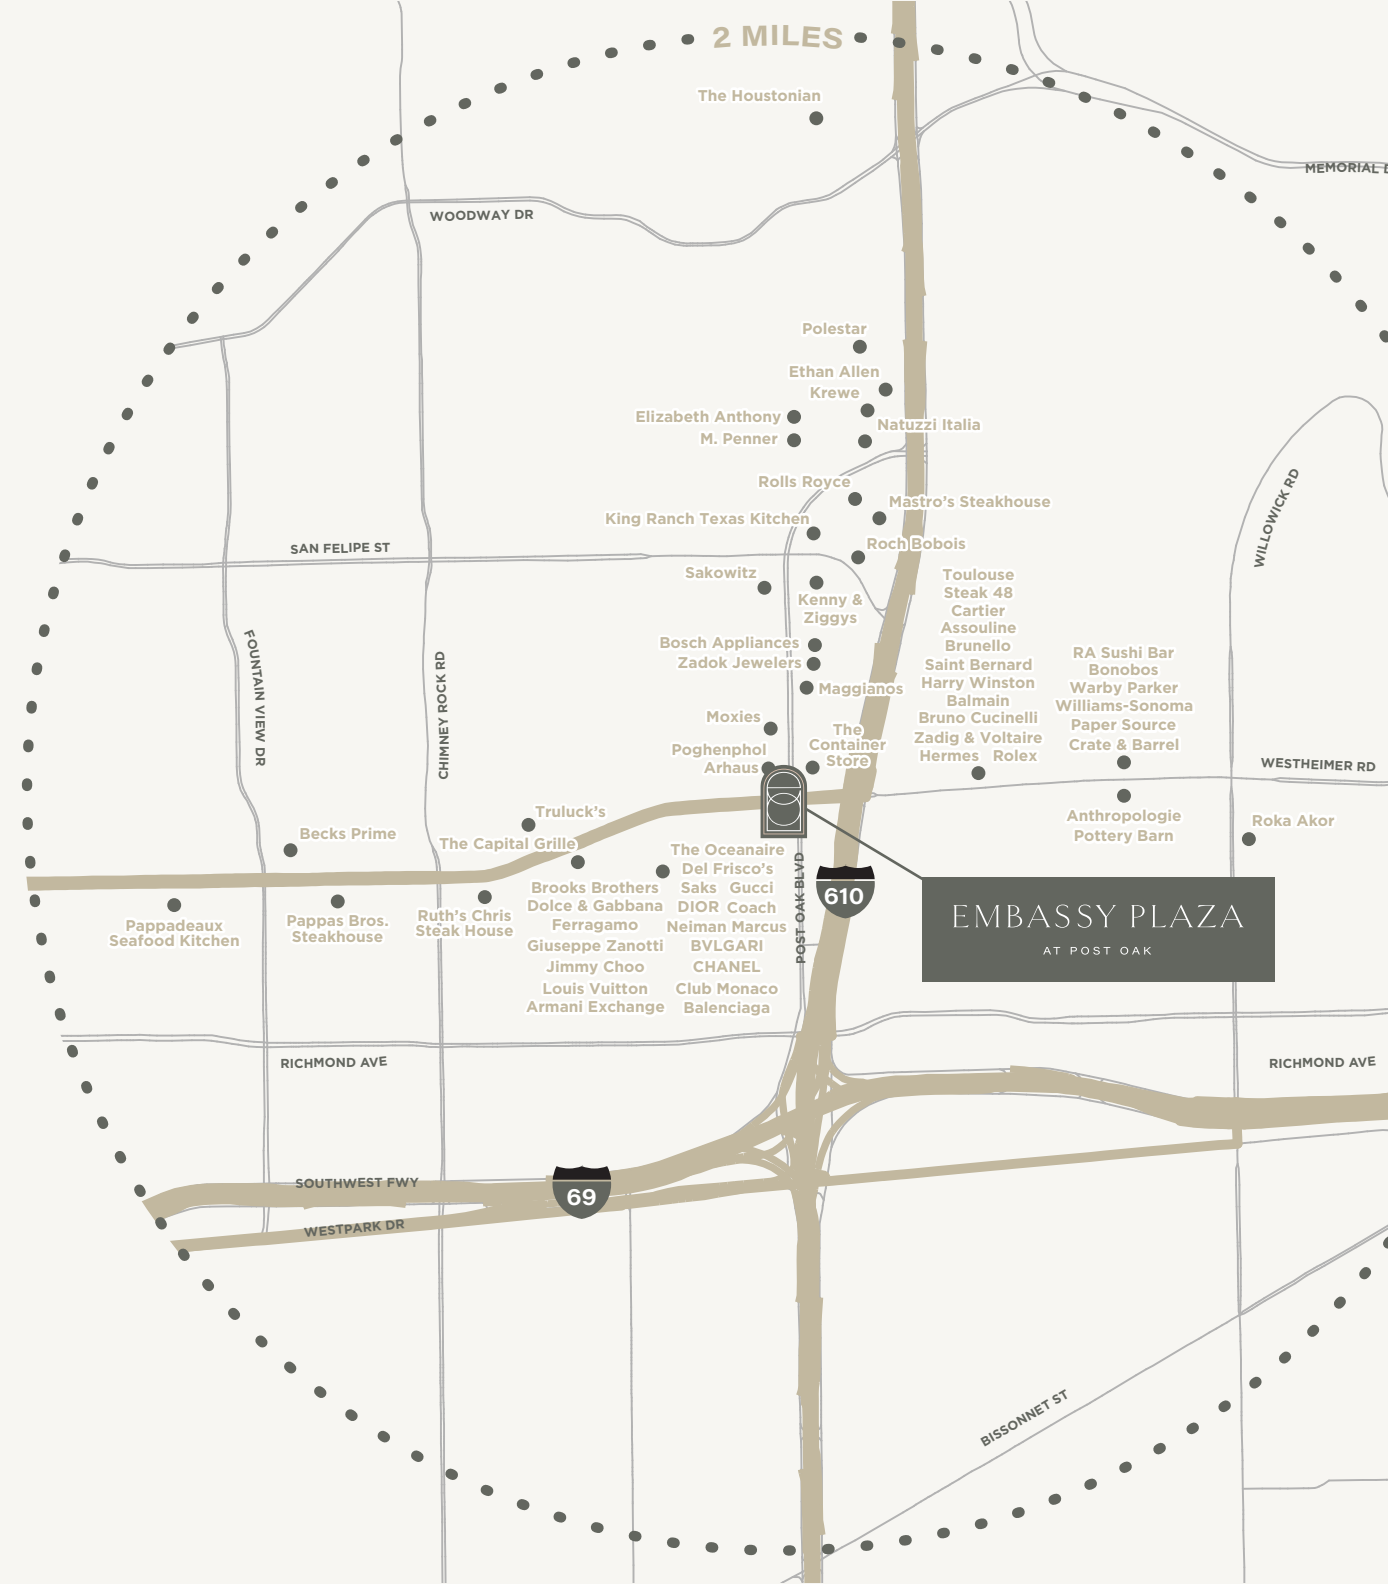 2 MILES
The Houstonian
MEMORIAL
WOODWAY DR
Polestar
Ethan Allen
Krewe
Elizabeth Anthony
Natuzzi Italia
M. Penner
Rolls Royce
Mastro's Steakhouse
WILLOWICK RD
King Ranch Texas Kitchen
SAN FELIPE ST
Roch Bobois
Sakowitz
Kenny &
Ziggys
Toulouse
Steak 48
Cartier
Assouline
Brunello
Saint Bernard
Harry Winston
Balmain
Bruno Cucinelli
Zadig & Voltaire
Hermes Rolex
RA Sushi Bar
Bonobos
Warby Parker
Williams-Sonoma
Paper Source
Crate & Barrel
FOUNTAIN VIEW DR
CHIMNEY ROCK RD
Bosch Appliances
Zadok Jewelers
Maggianos
Moxies
The
Container
Store
Poghenphol
Arhaus
WESTHEIMER RD
Anthropologie
Pottery Barn
Roka Akor
Truluck's
Becks Prime
The Capital Grille
The Oceanaire
Del Frisco's
Saks Gucci
DIOR Coach
Neiman Marcus
BVLGARI
CHANEL
Club Monaco
Balenciaga
Brooks Brothers
Dolce & Gabbana
Ferragamo
Giuseppe Zanotti
Jimmy Choo
Louis Vuitton
Armani Exchange
POST OAK BLVD
610
EMBASSY PLAZA
AT POST OAK
Pappadeaux
Seafood Kitchen
Pappas Bros.
Steakhouse
Ruth's Chris
Steak House
RICHMOND AVE
RICHMOND AVE
SOUTHWEST FWY
69
WESTPARK DR
BISSONNET ST